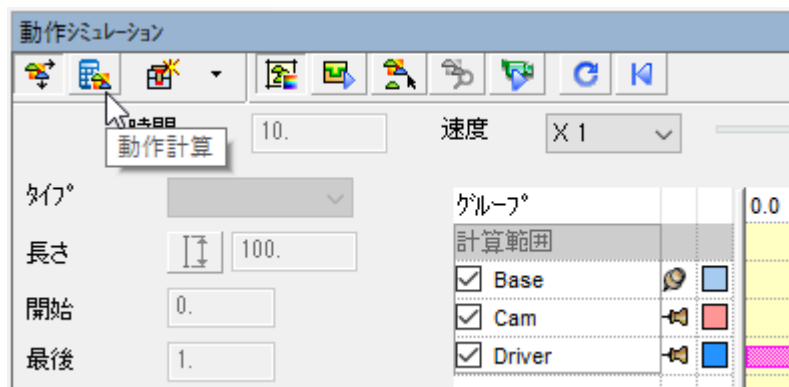 動作ｼﾐｭﾚｰｼｮﾝ
時間 10. 速度 X 1
動作計算
ﾀｲﾌﾟ
ｸﾞﾙｰﾌﾟ 0.0
計算範囲
長さ 100.
Base
開始 0.
Cam
最後 1.
Driver